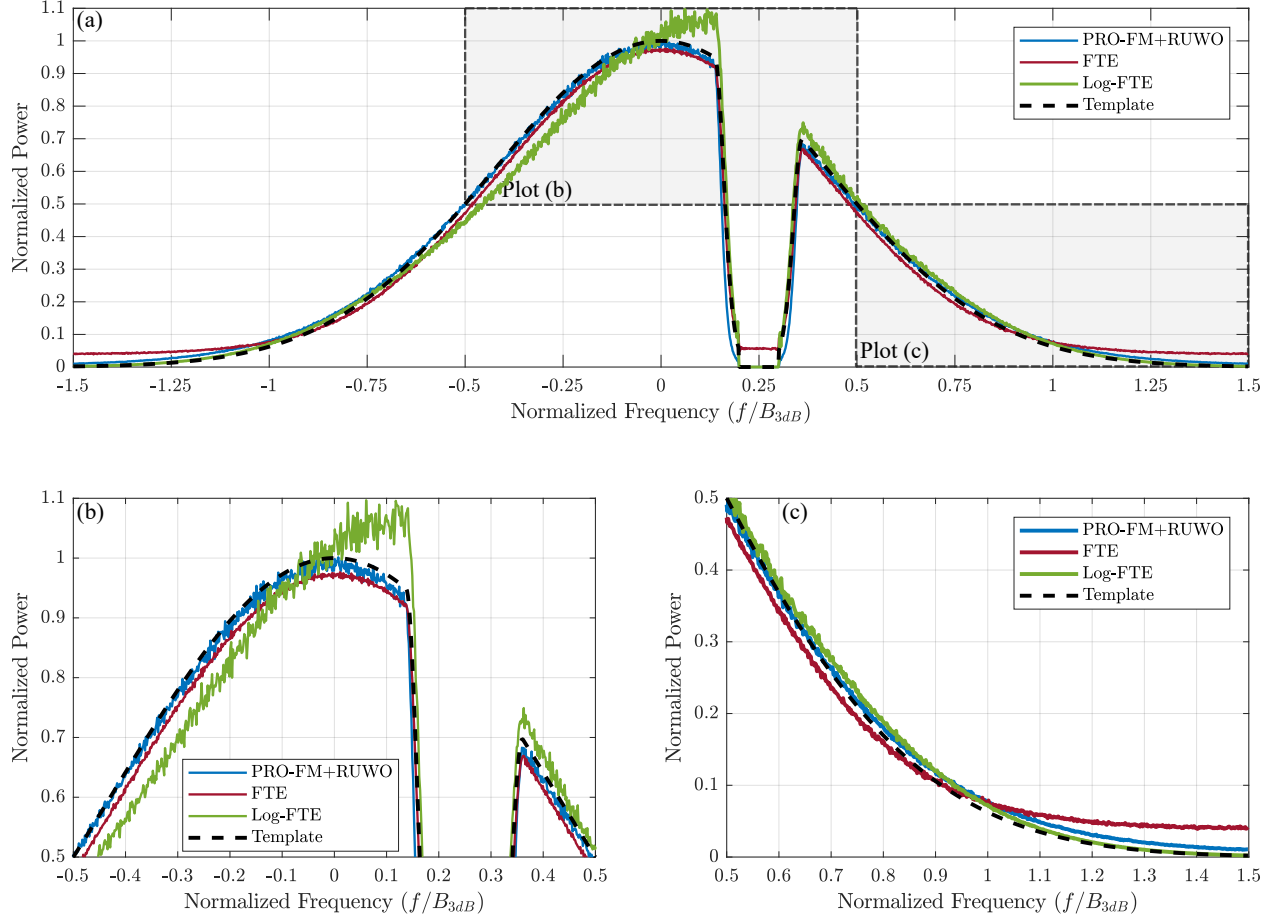 (a)
1.1
1
0.9
0.8
0.7
0.6
0.5
0.4
0.3
0.2
0.1
0
Normalized Power
PRO-FM+RUWO
FTE
Log-FTE
Template
Plot (b)
Plot (c)
-1.5 -1.25 -1 -0.75 -0.5 -0.25 0 0.25 0.5 0.75 1 1.25 1.5
Normalized Frequency (f/B_{3dB})
(b)
1.1
1
0.9
0.8
0.7
0.6
0.5
Normalized Power
PRO-FM+RUWO
FTE
Log-FTE
Template
-0.5 -0.4 -0.3 -0.2 -0.1 0 0.1 0.2 0.3 0.4 0.5
Normalized Frequency (f/B_{3dB})
(c)
0.5
0.4
0.3
0.2
0.1
0
Normalized Power
PRO-FM+RUWO
FTE
Log-FTE
Template
0.5 0.6 0.7 0.8 0.9 1 1.1 1.2 1.3 1.4 1.5
Normalized Frequency (f/B_{3dB})